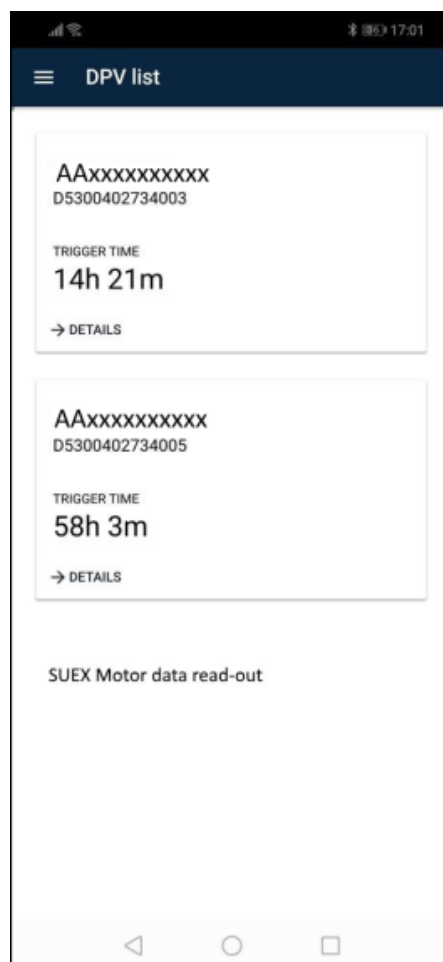 17:01
DPV list
AAxxxxxxxxxx
D5300402734003
TRIGGER TIME
14h 21m
→ DETAILS
AAxxxxxxxxxx
D5300402734005
TRIGGER TIME
58h 3m
→ DETAILS
SUEX Motor data read-out